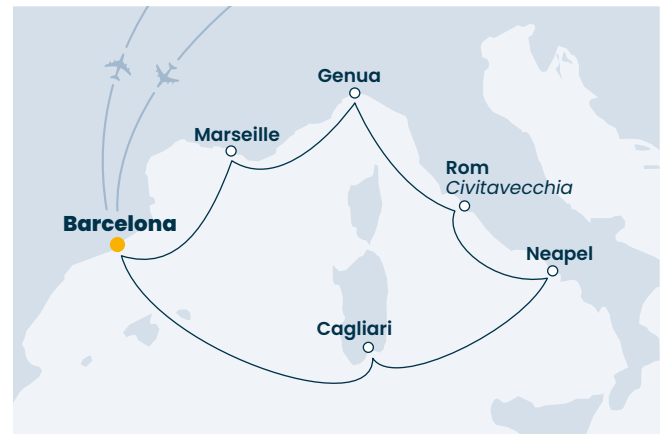 Genua
Marseille
Rom
Civitavecchia
Barcelona
Neapel
Cagliari